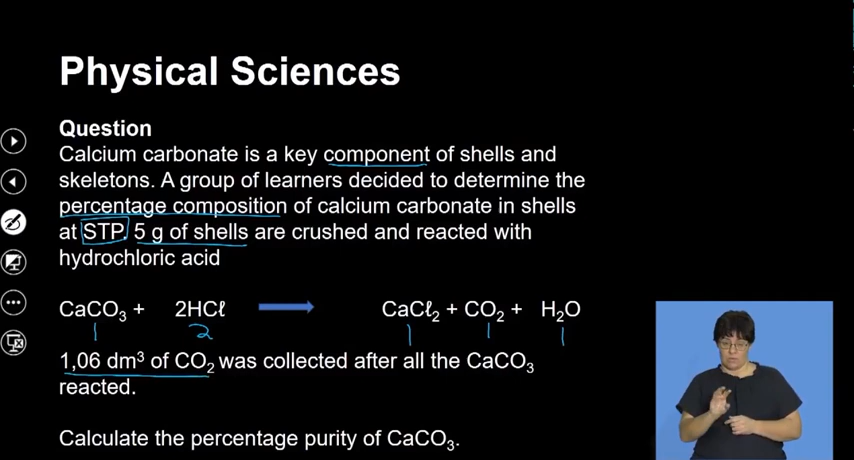 Physical Sciences
Question
Calcium carbonate is a key component of shells and
skeletons. A group of learners decided to determine the
percentage composition of calcium carbonate in shells
at STP. 5 g of shells are crushed and reacted with
hydrochloric acid
CaCO₃ + 2HCℓ → CaCℓ₂ + CO₂ + H₂O
1 2 1 1 1
1,06 dm³ of CO₂ was collected after all the CaCO₃
reacted.
Calculate the percentage purity of CaCO₃.